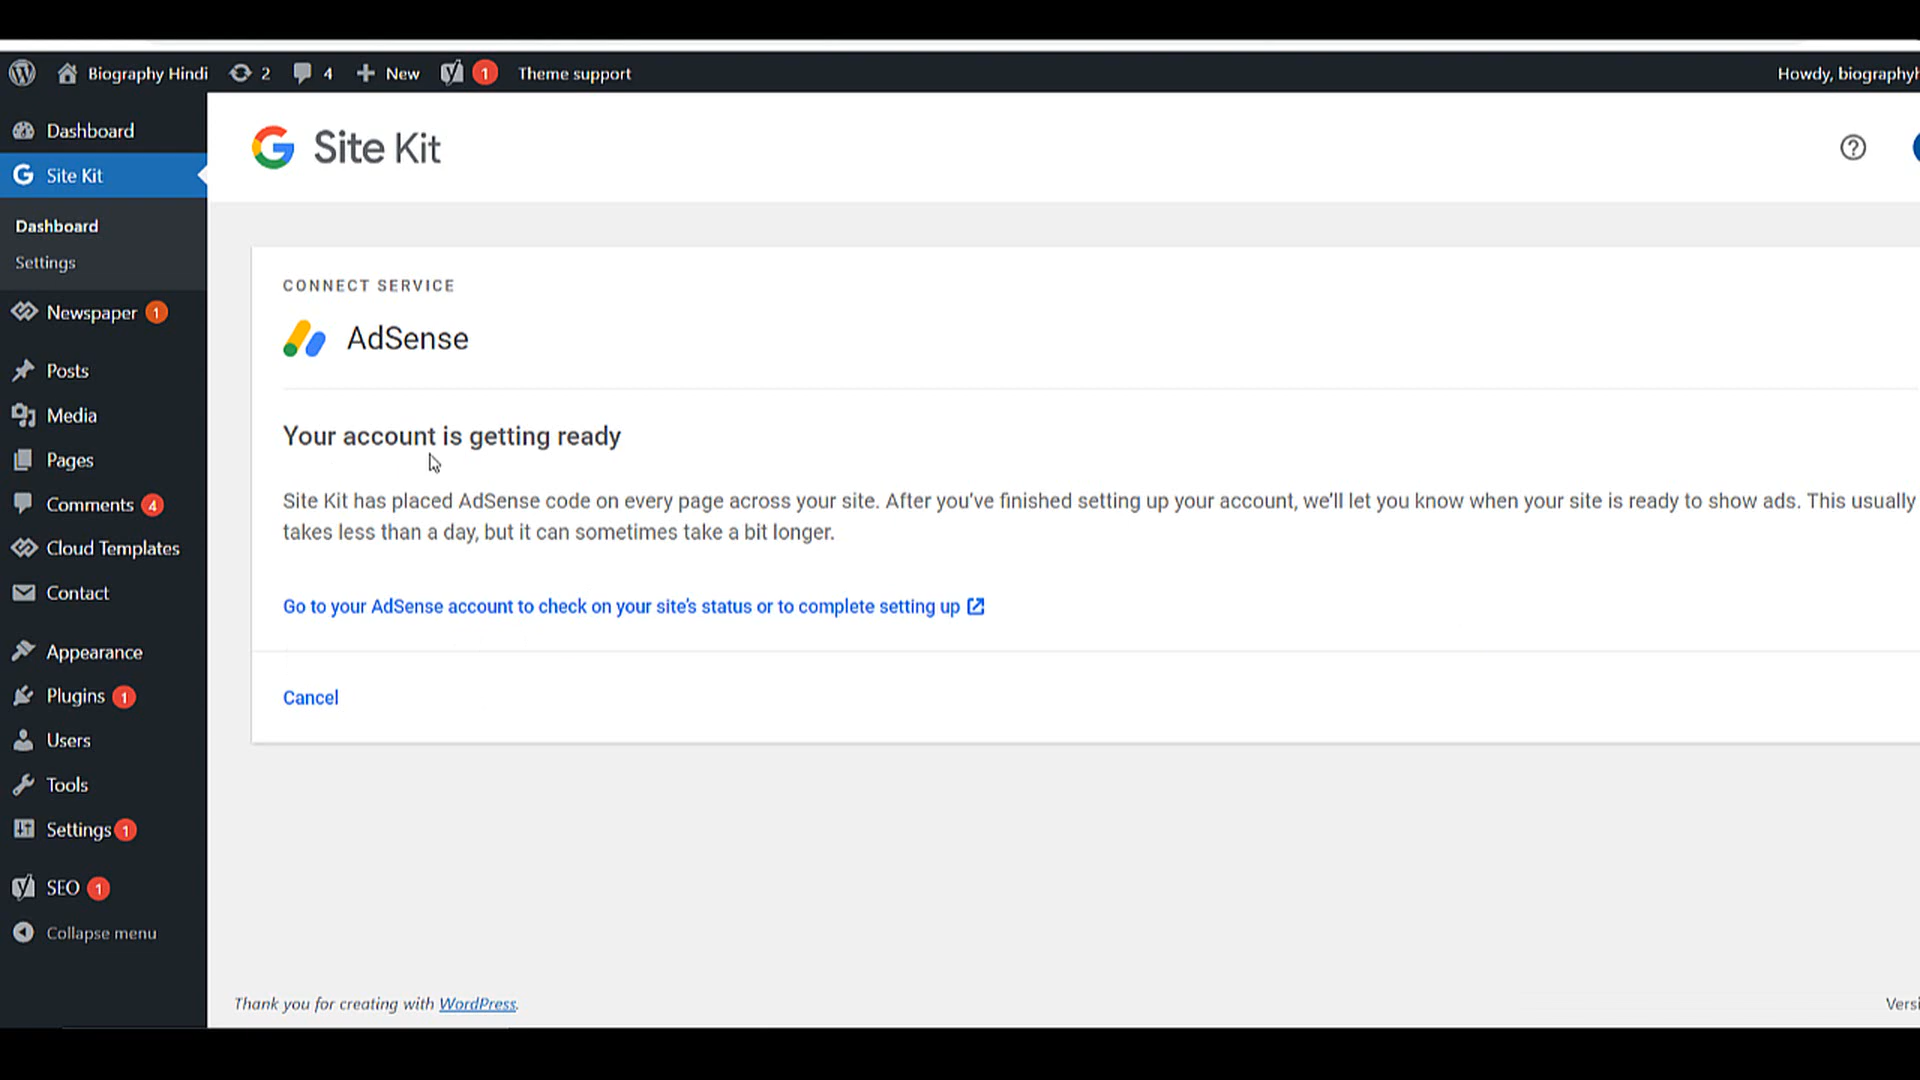 Biography Hindi 2 4 New 1 Theme support Howdy, biographyh
Dashboard
Site Kit
Dashboard
Settings
Newspaper 1
Posts
Media
Pages
Comments 4
Cloud Templates
Contact
Appearance
Plugins 1
Users
Tools
Settings 1
SEO 1
Collapse menu
Site Kit
CONNECT SERVICE
AdSense
Your account is getting ready
Site Kit has placed AdSense code on every page across your site. After you've finished setting up your account, we'll let you know when your site is ready to show ads. This usually
takes less than a day, but it can sometimes take a bit longer.
Go to your AdSense account to check on your site's status or to complete setting up
Cancel
Thank you for creating with WordPress. Versi